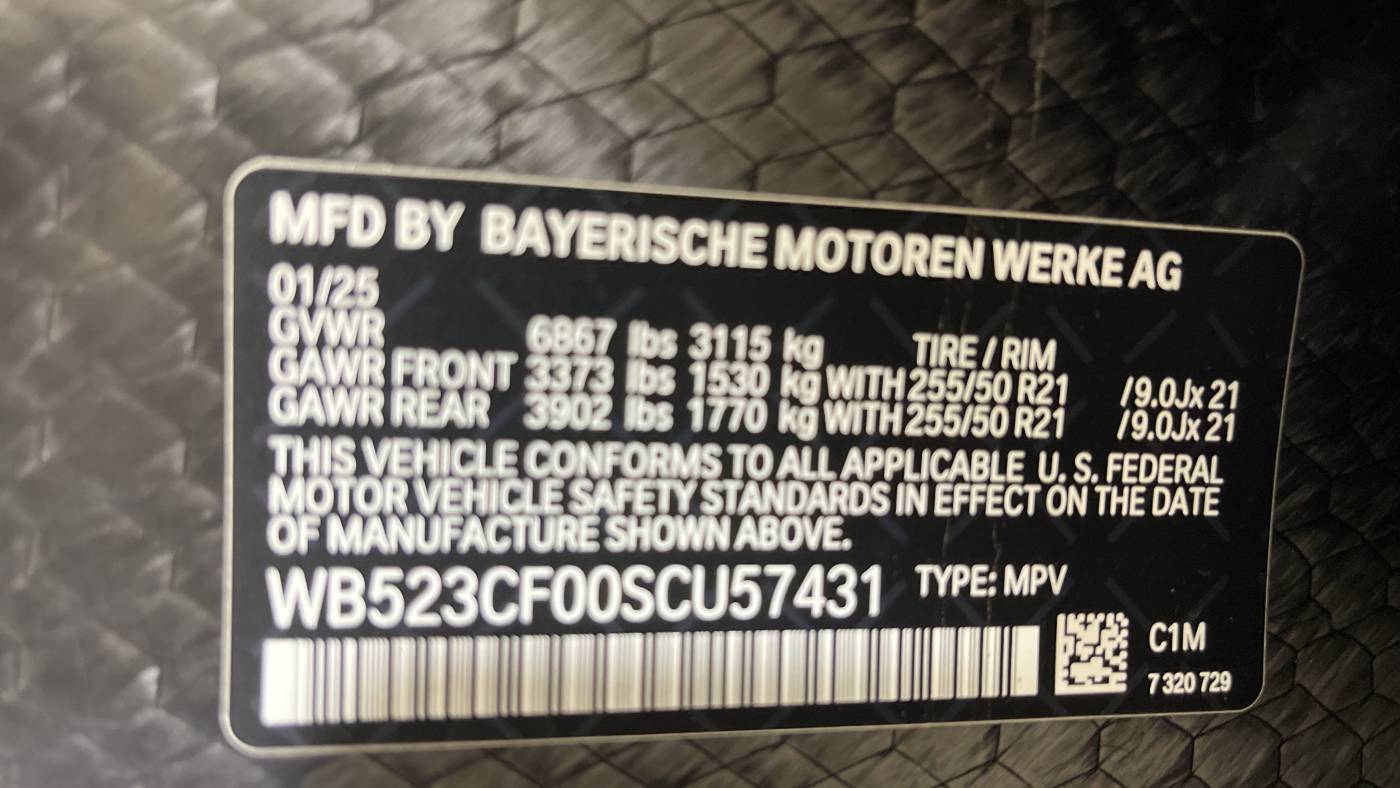 MFD BY BAYERISCHE MOTOREN WERKE AG
01/25
GVWR 6867 lbs 3115 kg TIRE / RIM
GAWR FRONT 3373 lbs 1530 kg WITH 255/50 R21 /9.0Jx 21
GAWR REAR 3902 lbs 1770 kg WITH 255/50 R21 /9.0Jx 21
THIS VEHICLE CONFORMS TO ALL APPLICABLE U. S. FEDERAL
MOTOR VEHICLE SAFETY STANDARDS IN EFFECT ON THE DATE
OF MANUFACTURE SHOWN ABOVE.
WB523CF00SCU57431 TYPE: MPV
C1M
7 320 729